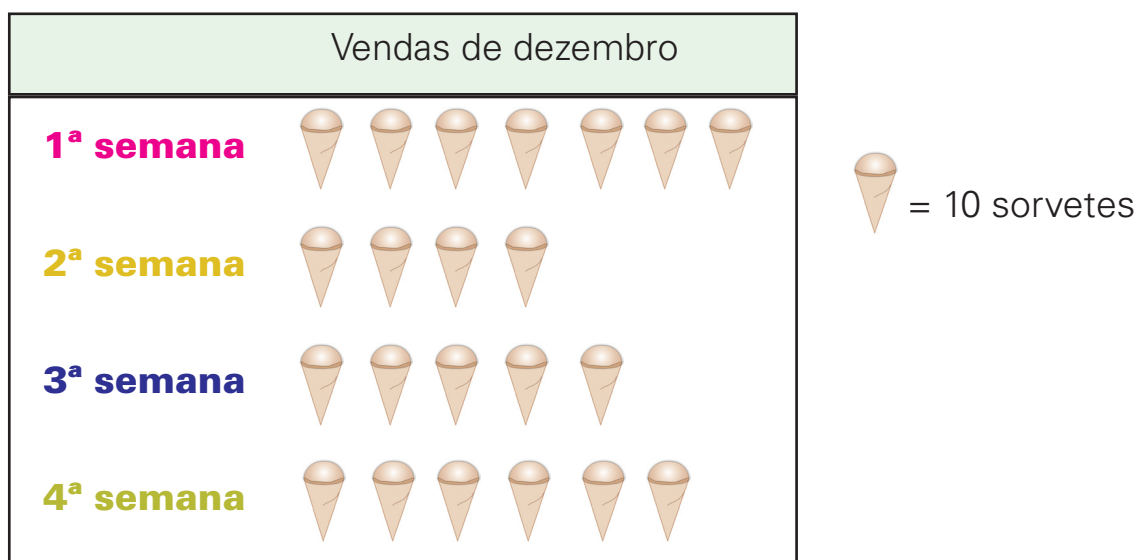 Vendas de dezembro
1ª semana
= 10 sorvetes
2ª semana
3ª semana
4ª semana